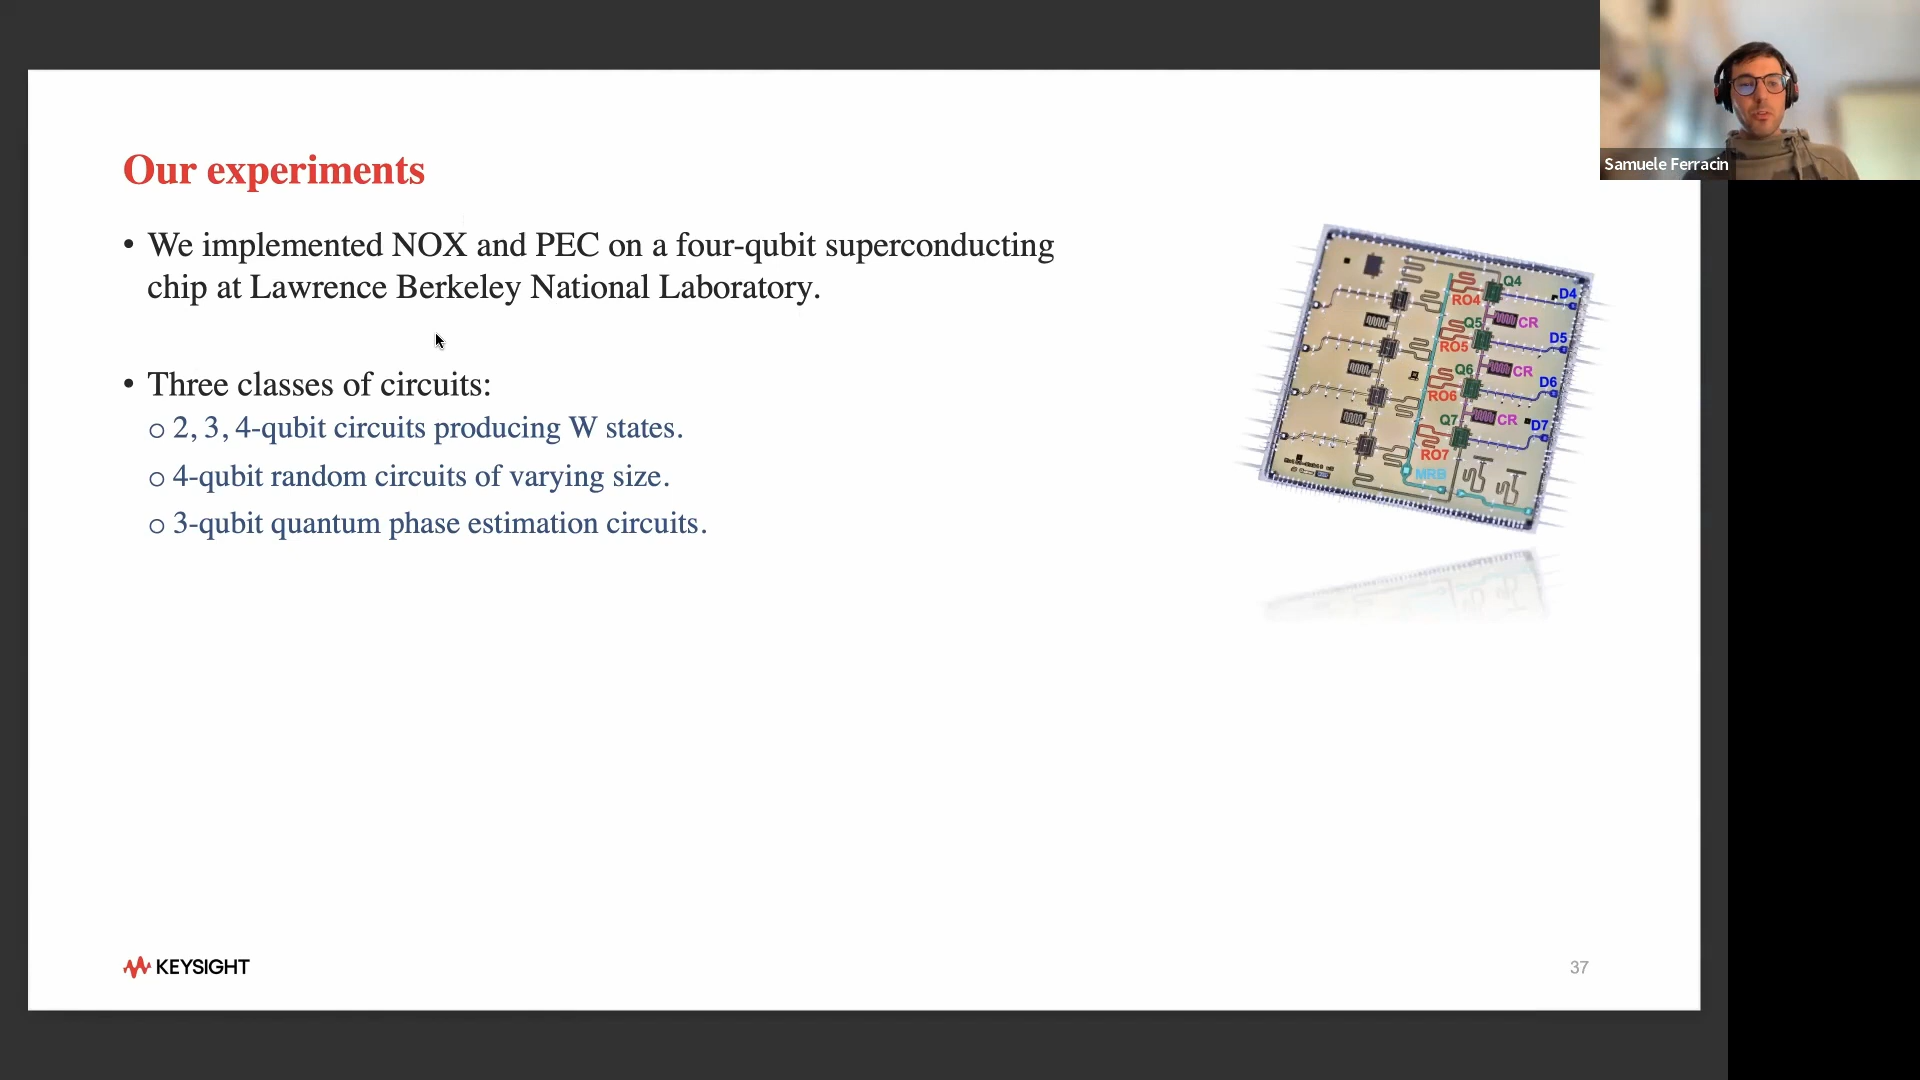 Samuele Ferracin
Our experiments
• We implemented NOX and PEC on a four-qubit superconducting
chip at Lawrence Berkeley National Laboratory.
• Three classes of circuits:
○ 2, 3, 4-qubit circuits producing W states.
○ 4-qubit random circuits of varying size.
○ 3-qubit quantum phase estimation circuits.
Q4
D4
RO4
CR
Q5
D5
RO5
CR
Q6
D6
RO6
CR
Q7
D7
RO7
MRB
KEYSIGHT
37